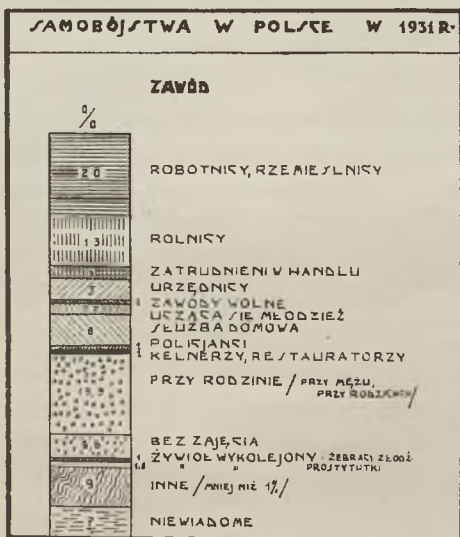 SAMOBÓJSTWA W POLSCE W 1931 R.
ZAWÓD
%
20 ROBOTNICY, RZEMIEŚLNICY
13 ROLNICY
ZATRUDNIENI W HANDLU
URZĘDNICY
1 ZAWODY WOLNE
UCZĄCA SIĘ MŁODZIEŻ
8 SŁUŻBA DOMOWA
1 POLICJANCI
1 KELNERZY, RESTAURATORZY
PRZY RODZINIE / PRZY MĘŻU,
PRZY RODZICACH /
BEZ ZAJĘCIA
1 ŻYWIOŁ WYKOLEJONY - ŻEBRACY ZŁODZ.
" " PROSTYTUTKI
9 INNE / MNIEJ NIŻ 1% /
7 NIEWIADOME